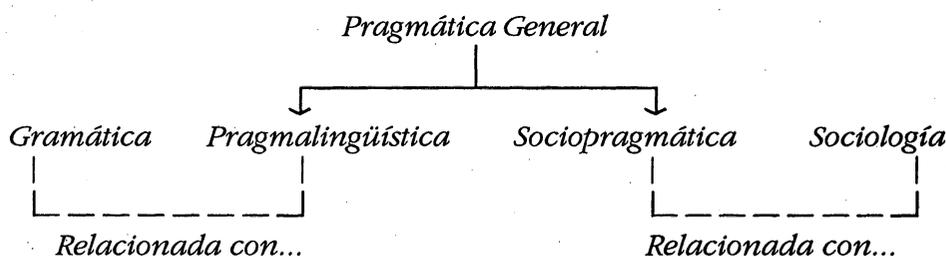 Pragmática General
Gramática Pragmalingüística Sociopragmática Sociología
Relacionada con... Relacionada con...